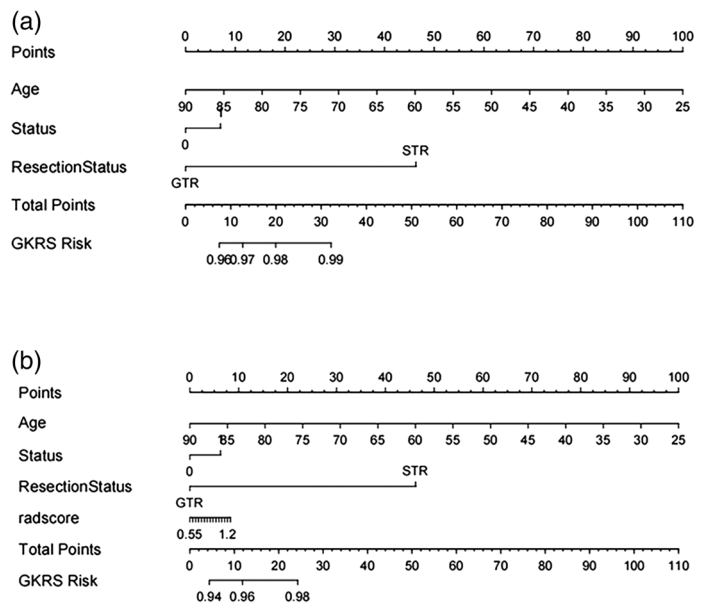 (a)
Points 0 10 20 30 40 50 60 70 80 90 100
Age
90 85 80 75 70 65 60 55 50 45 40 35 30 25
Status
0
STR
ResectionStatus
GTR
Total Points
0 10 20 30 40 50 60 70 80 90 100 110
GKRS Risk
0.96 0.97 0.98 0.99
(b)
0 10 20 30 40 50 60 70 80 90 100
Points
Age
90 85 80 75 70 65 60 55 50 45 40 35 30 25
1
Status
0
STR
ResectionStatus
GTR
radscore
0.55 1.2
Total Points
0 10 20 30 40 50 60 70 80 90 100 110
GKRS Risk
0.94 0.96 0.98